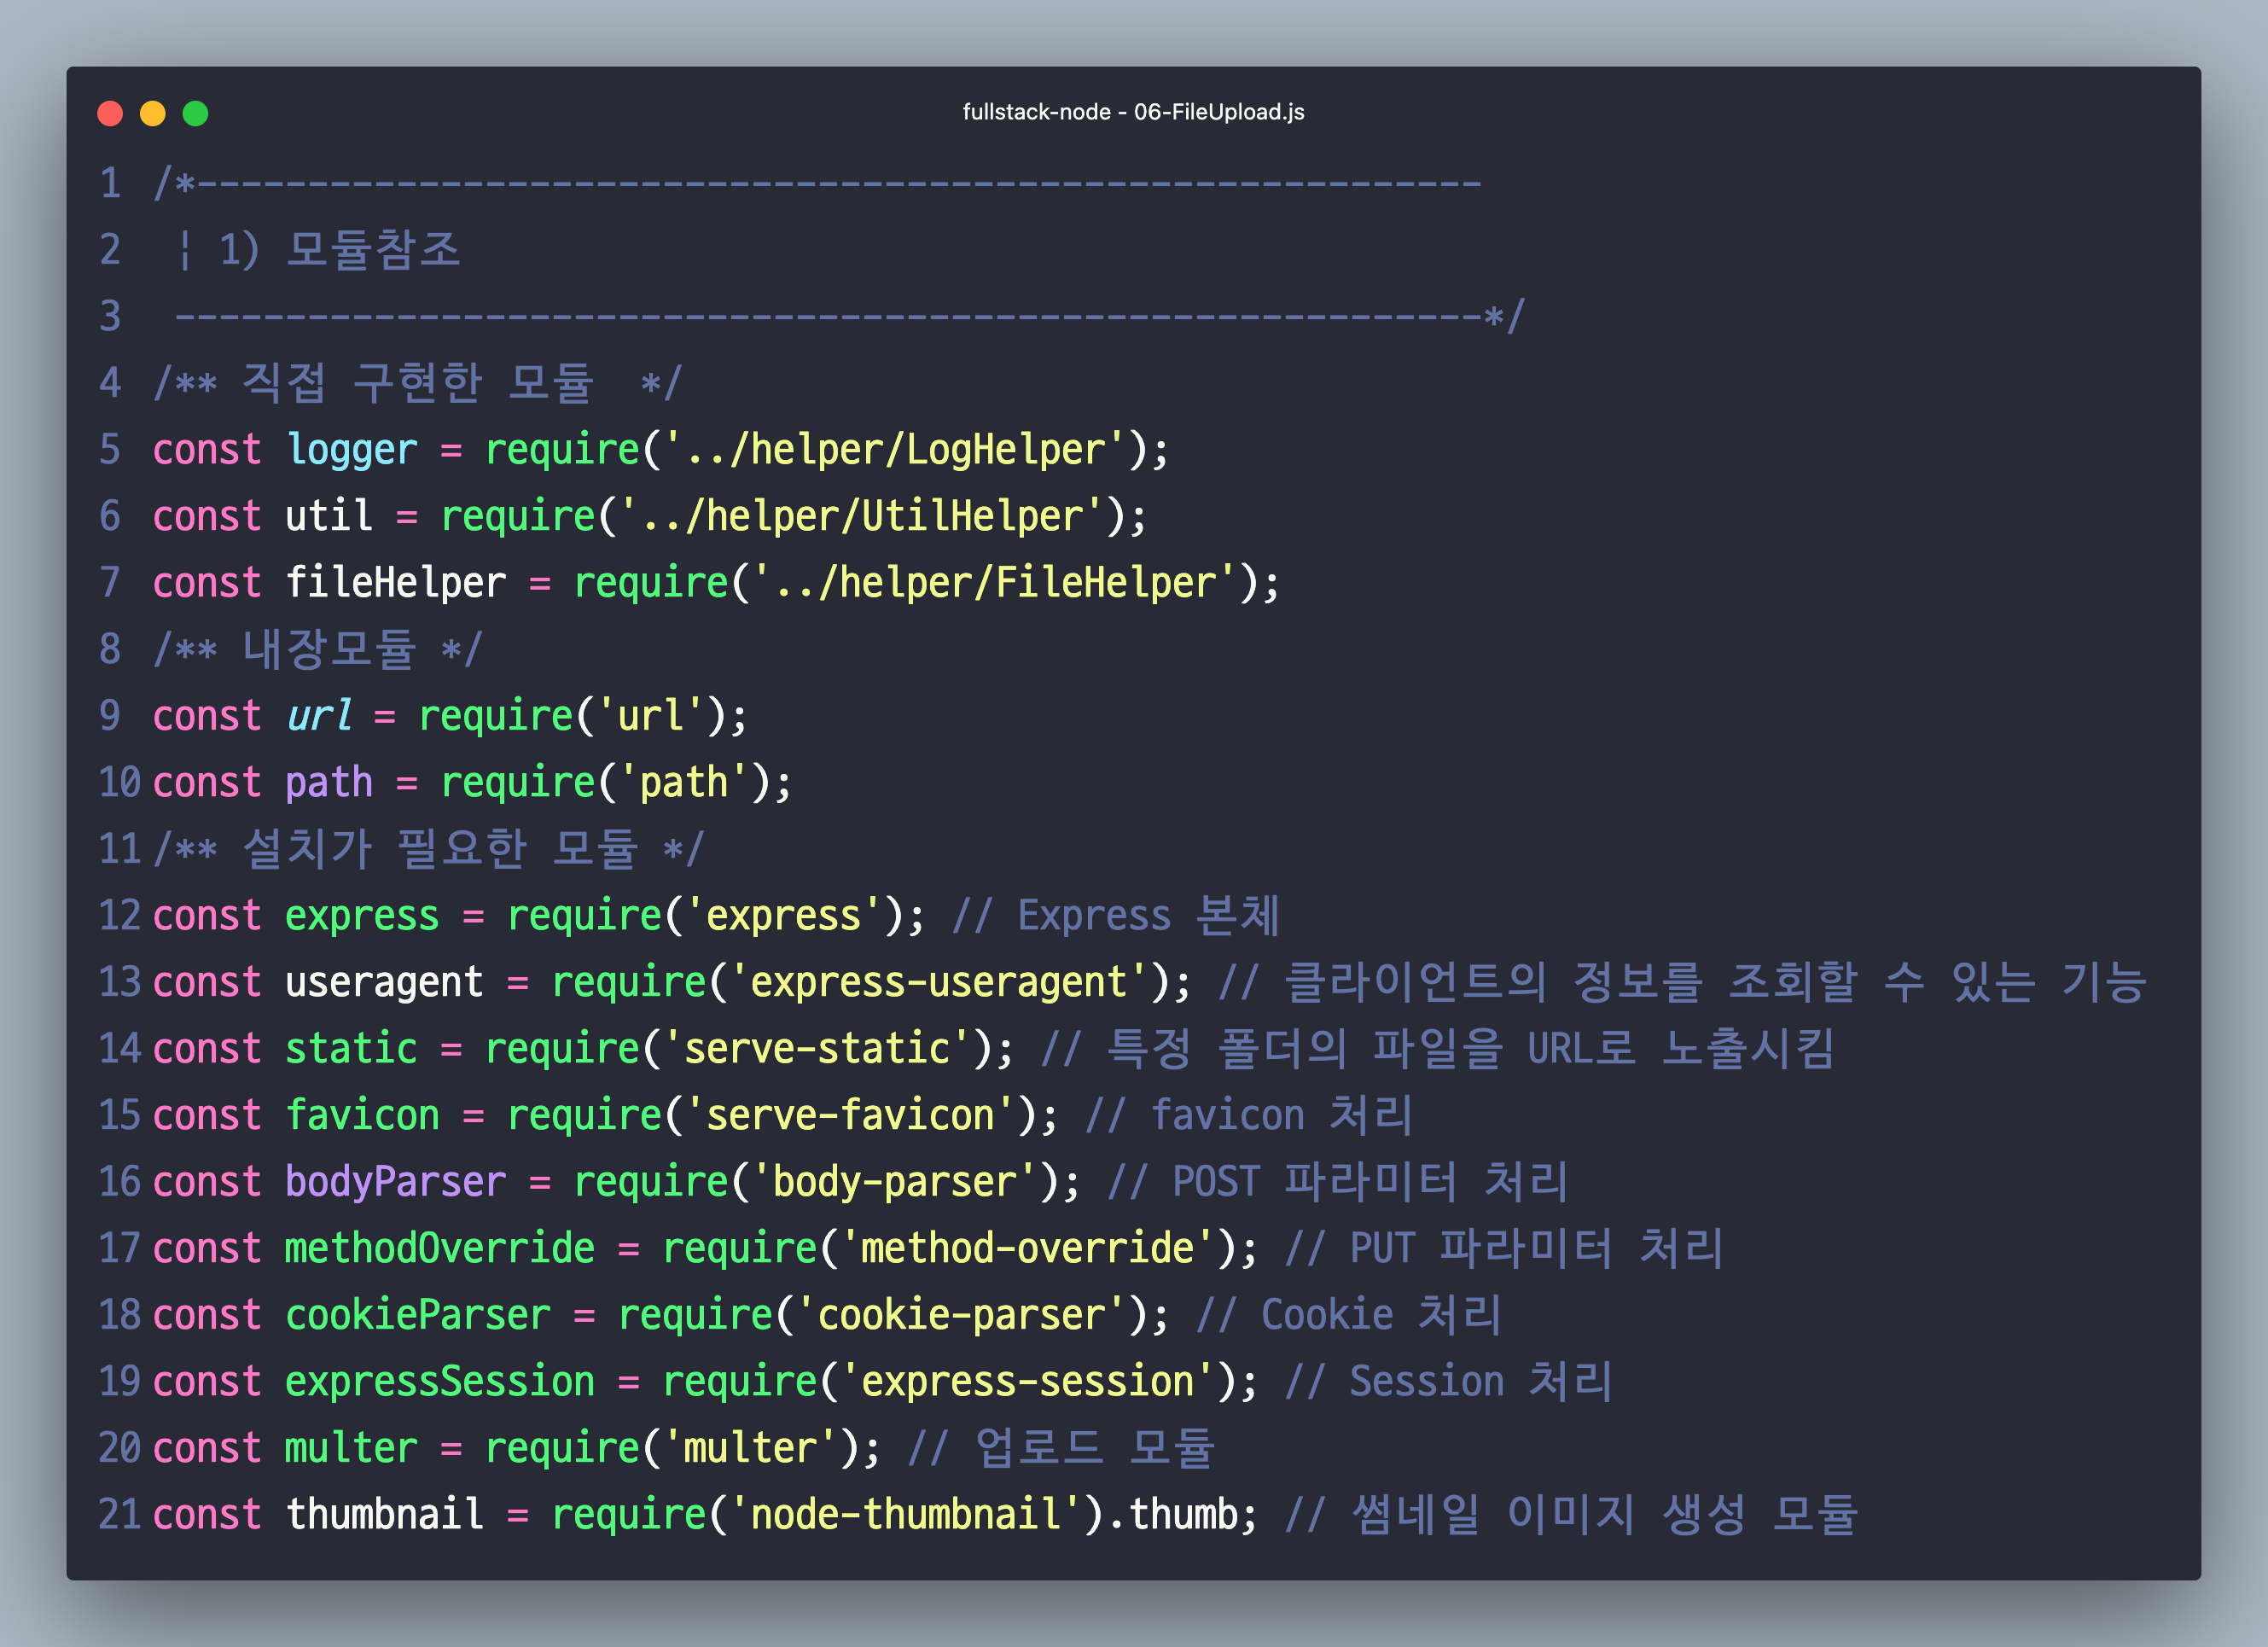 fullstack-node - 06-FileUpload.js
1 /*----------------------------------------------------------
2  ¦ 1) 모듈참조
3  -----------------------------------------------------------*/
4 /** 직접 구현한 모듈  */
5 const logger = require('../helper/LogHelper');
6 const util = require('../helper/UtilHelper');
7 const fileHelper = require('../helper/FileHelper');
8 /** 내장모듈 */
9 const url = require('url');
10 const path = require('path');
11 /** 설치가 필요한 모듈 */
12 const express = require('express'); // Express 본체
13 const useragent = require('express-useragent'); // 클라이언트의 정보를 조회할 수 있는 기능
14 const static = require('serve-static'); // 특정 폴더의 파일을 URL로 노출시킴
15 const favicon = require('serve-favicon'); // favicon 처리
16 const bodyParser = require('body-parser'); // POST 파라미터 처리
17 const methodOverride = require('method-override'); // PUT 파라미터 처리
18 const cookieParser = require('cookie-parser'); // Cookie 처리
19 const expressSession = require('express-session'); // Session 처리
20 const multer = require('multer'); // 업로드 모듈
21 const thumbnail = require('node-thumbnail').thumb; // 썸네일 이미지 생성 모듈